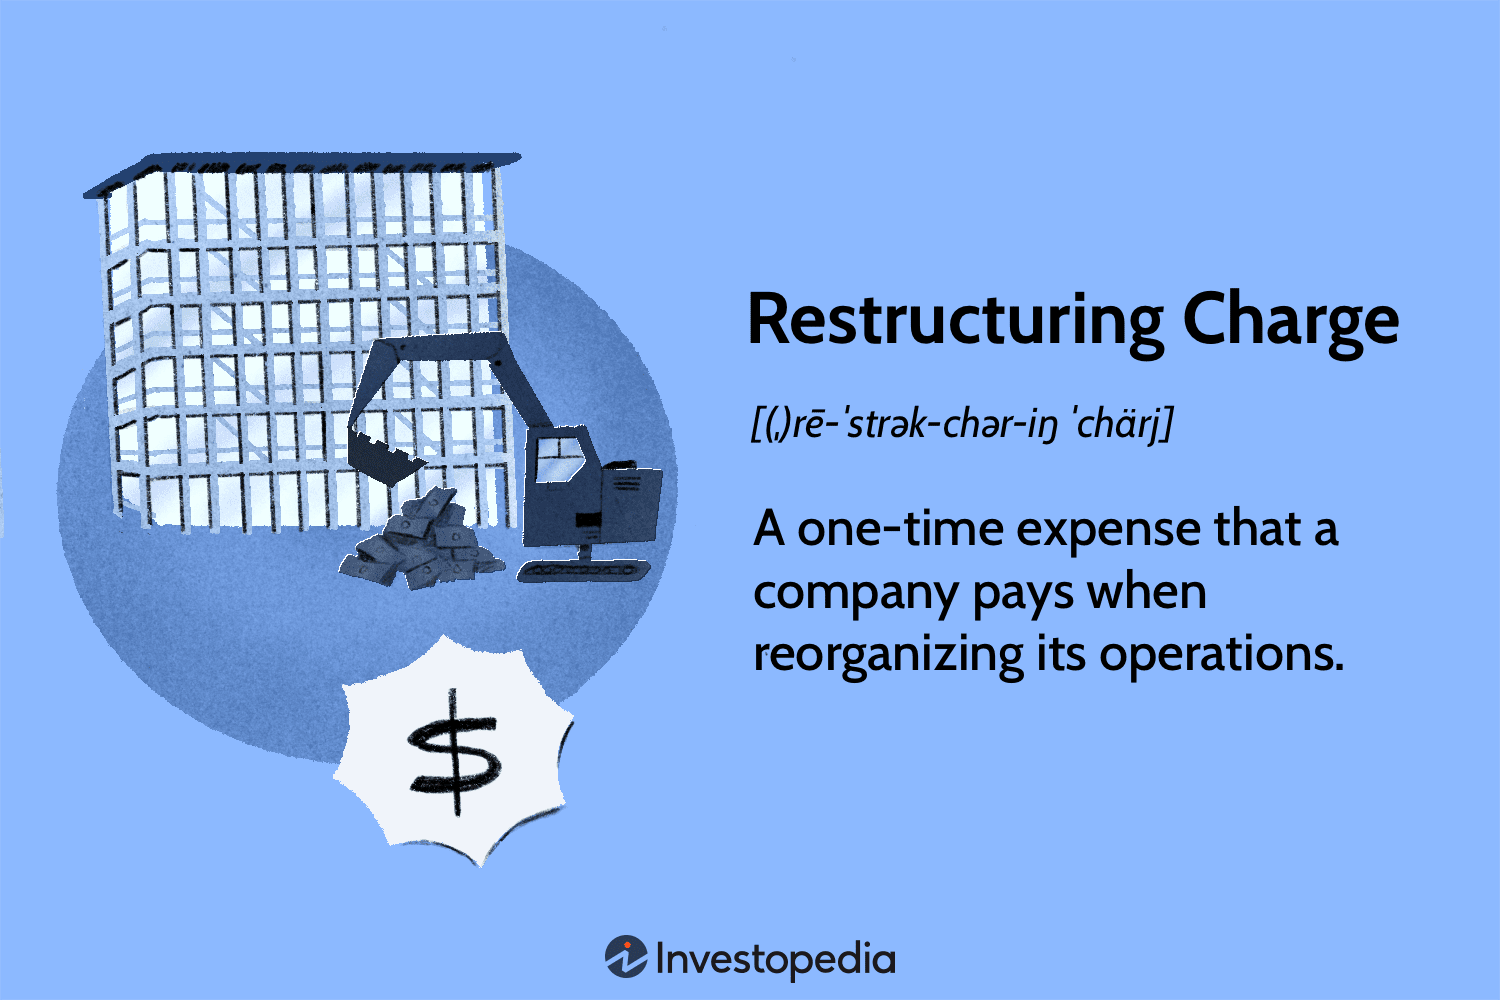 Restructuring Charge
[(ˌ)rē-ˈstrək-chər-iŋ ˈchärj]
A one-time expense that a
company pays when
reorganizing its operations.
$
Investopedia